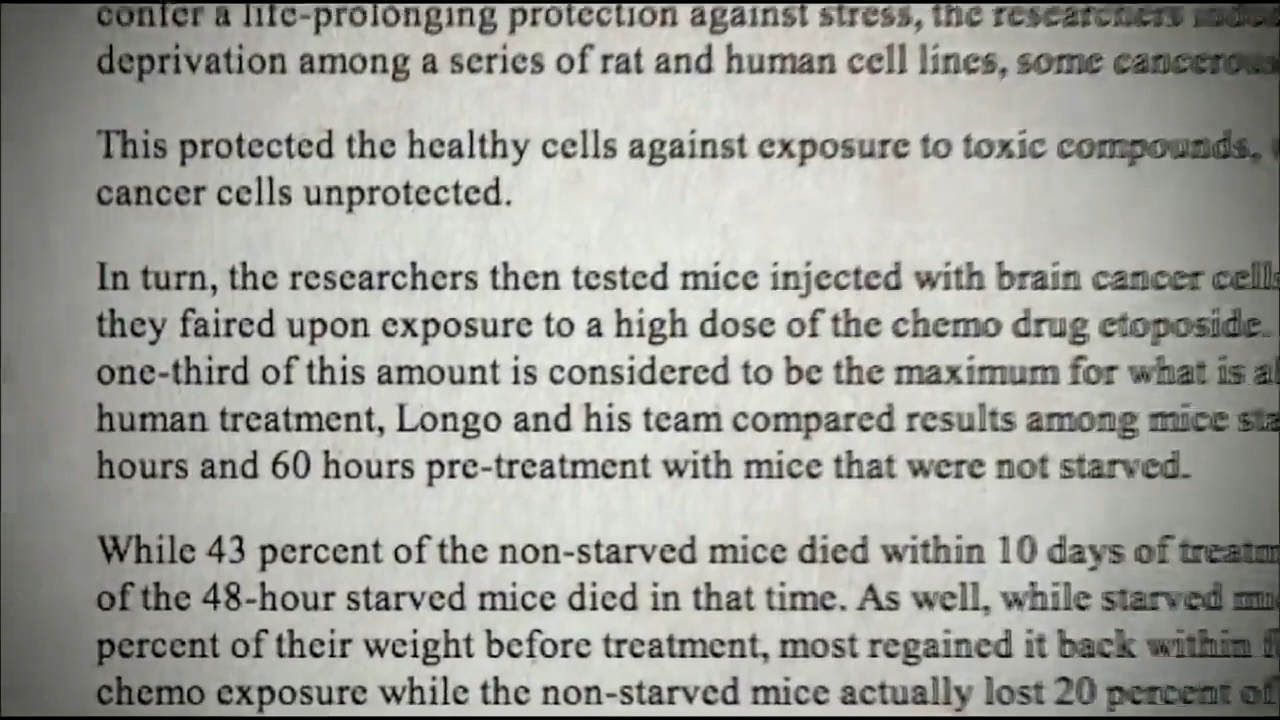 confer a life-prolonging protection against stress, the researchers
deprivation among a series of rat and human cell lines, some
This protected the healthy cells against exposure to toxic compounds,
cancer cells unprotected.
In turn, the researchers then tested mice injected with brain cancer
they faired upon exposure to a high dose of the chemo drug etoposide.
one-third of this amount is considered to be the maximum for what is
human treatment, Longo and his team compared results among mice
hours and 60 hours pre-treatment with mice that were not starved.
While 43 percent of the non-starved mice died within 10 days of
of the 48-hour starved mice died in that time. As well, while starved
percent of their weight before treatment, most regained it back within
chemo exposure while the non-starved mice actually lost 20 percent of